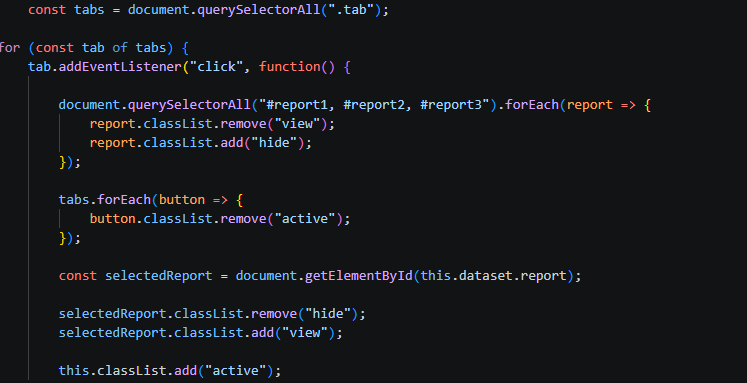 const tabs = document.querySelectorAll(".tab");
for (const tab of tabs) {
tab.addEventListener("click", function() {
document.querySelectorAll("#report1, #report2, #report3").forEach(report => {
report.classList.remove("view");
report.classList.add("hide");
});
tabs.forEach(button => {
button.classList.remove("active");
});
const selectedReport = document.getElementById(this.dataset.report);
selectedReport.classList.remove("hide");
selectedReport.classList.add("view");
this.classList.add("active");